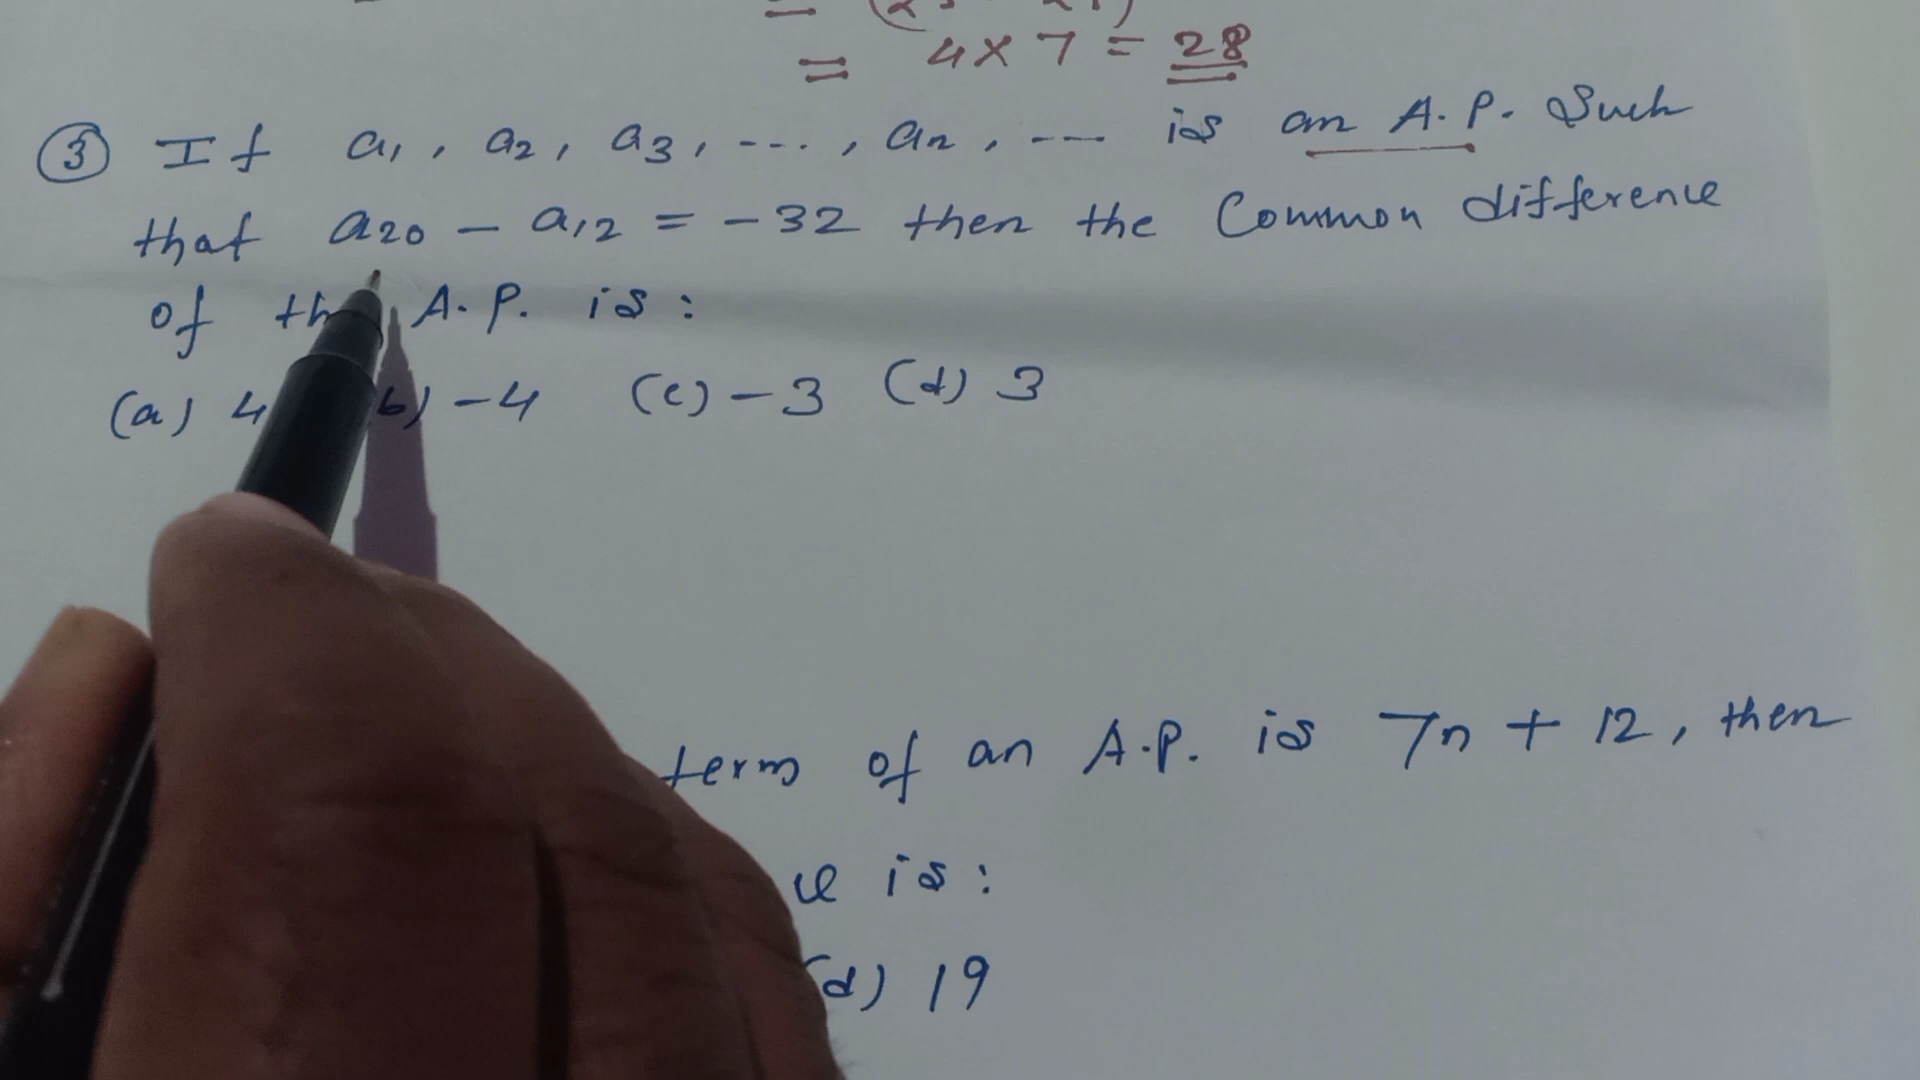 = 4 × 7 = 28
③ If a₁, a₂, a₃, ---, aₙ, --- is an A.P. Such
that a₂₀ - a₁₂ = -32 then the Common difference
of the A.P. is:
(a) 4 (b) -4 (c) -3 (d) 3
term of an A.P. is 7n + 12, then
is:
(d) 19